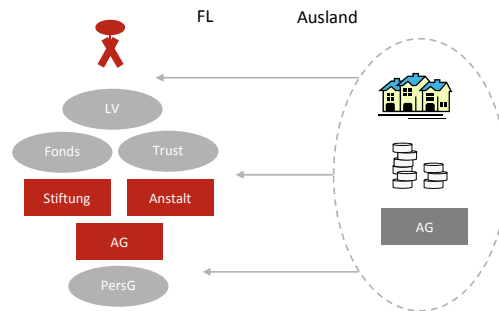 FL
Ausland
LV
Fonds
Trust
Stiftung
Anstalt
AG
AG
PersG